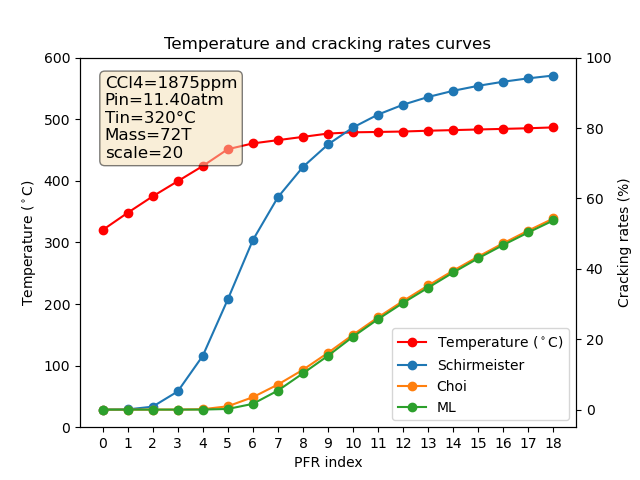 Temperature and cracking rates curves
CCl4=1875ppm
Pin=11.40atm
Tin=320°C
Mass=72T
scale=20
600
500
400
300
200
100
0
Temperature (°C)
100
80
60
40
20
0
Cracking rates (%)
Temperature (°C)
Schirmeister
Choi
ML
0 1 2 3 4 5 6 7 8 9 10 11 12 13 14 15 16 17 18
PFR index